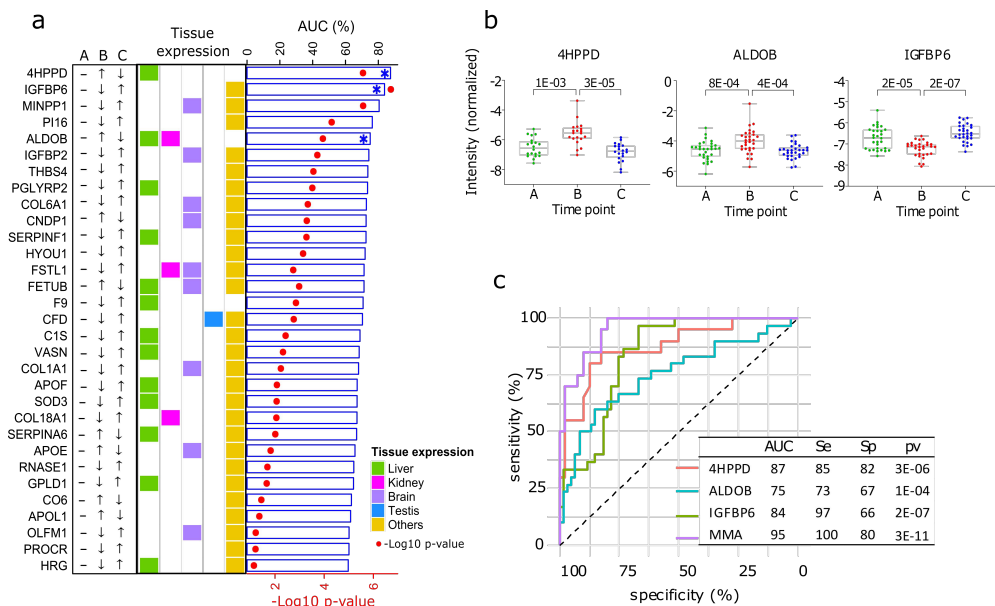 a
Tissue expression
AUC (%)
A B C
0 20 40 60 80
4HPPD
IGFBP6
MINPP1
PI16
ALDOB
IGFBP2
THBS4
PGLYRP2
COL6A1
CNDP1
SERPINF1
HYOU1
FSTL1
FETUB
F9
CFD
C1S
VASN
COL1A1
APOF
SOD3
COL18A1
SERPINA6
APOE
RNASE1
GPLD1
CO6
APOL1
OLFM1
PROCR
HRG
Tissue expression
Liver
Kidney
Brain
Testis
Others
-Log10 p-value
0 2 4 6
-Log10 p-value
b
Intensity (normalized)
4HPPD
1E-03 3E-05
-2
-4
-6
-8
A B C
Time point
ALDOB
8E-04 4E-04
0
-2
-4
-6
A B C
Time point
IGFBP6
2E-05 2E-07
-4
-5
-6
-7
-8
-9
A B C
Time point
c
sensitivity (%)
100
75
50
25
0
100 75 50 25 0
specificity (%)
AUC Se Sp pv
4HPPD 87 85 82 3E-06
ALDOB 75 73 67 1E-04
IGFBP6 84 97 66 2E-07
MMA 95 100 80 3E-11